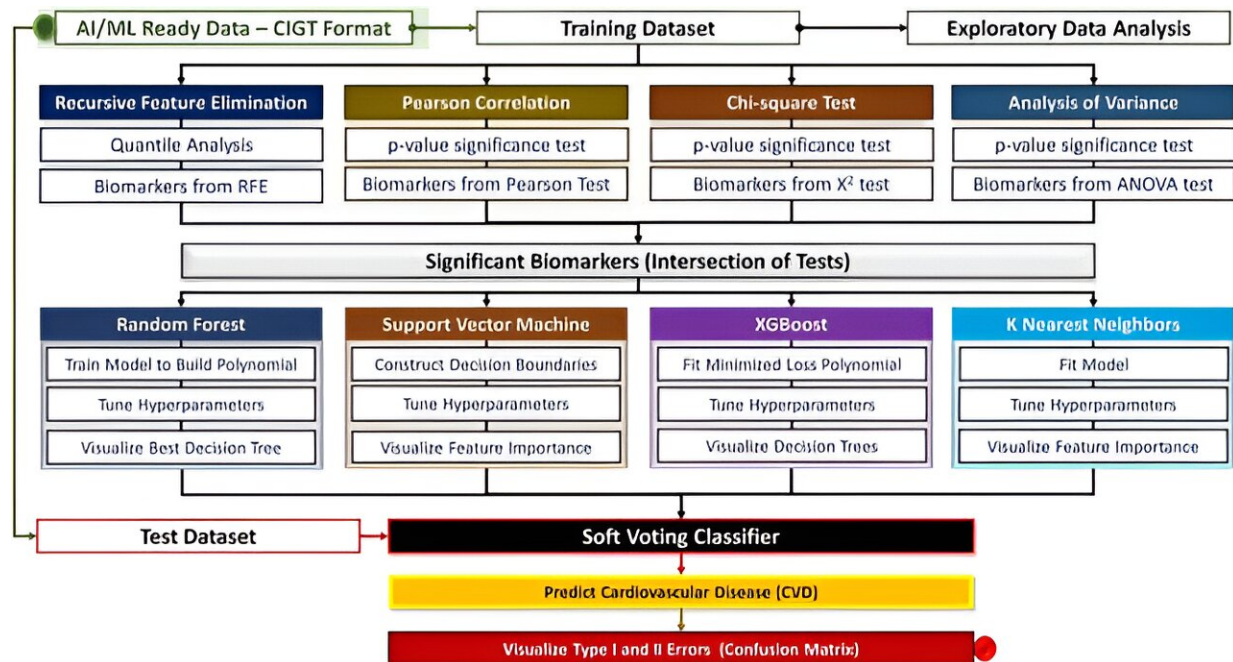 AI/ML Ready Data – CIGT Format
Training Dataset
Exploratory Data Analysis
Recursive Feature Elimination
Pearson Correlation
Chi-square Test
Analysis of Variance
Quantile Analysis
p-value significance test
p-value significance test
p-value significance test
Biomarkers from RFE
Biomarkers from Pearson Test
Biomarkers from X² test
Biomarkers from ANOVA test
Significant Biomarkers (Intersection of Tests)
Random Forest
Support Vector Machine
XGBoost
K Nearest Neighbors
Train Model to Build Polynomial
Construct Decision Boundaries
Fit Minimized Loss Polynomial
Fit Model
Tune Hyperparameters
Tune Hyperparameters
Tune Hyperparameters
Tune Hyperparameters
Visualize Best Decision Tree
Visualize Feature Importance
Visualize Decision Trees
Visualize Feature Importance
Test Dataset
Soft Voting Classifier
Predict Cardiovascular Disease (CVD)
Visualize Type I and II Errors (Confusion Matrix)